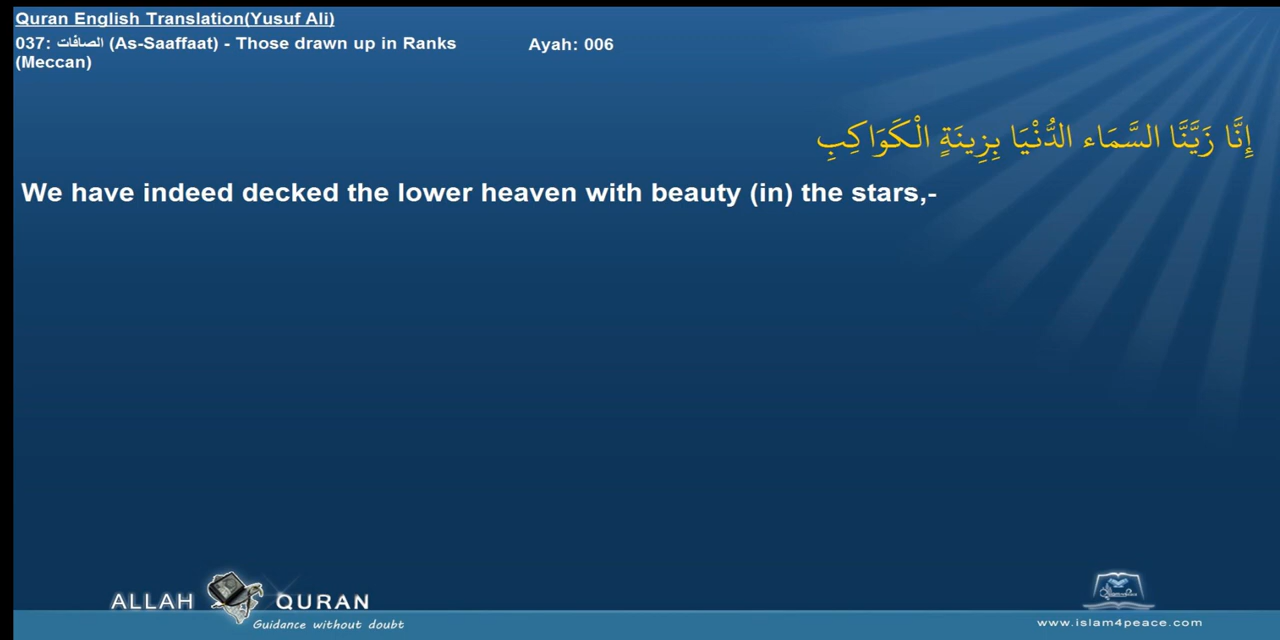 Quran English Translation(Yusuf Ali)
037: الصافات (As-Saaffaat) - Those drawn up in Ranks Ayah: 006
(Meccan)
إِنَّا زَيَّنَّا السَّمَاء الدُّنْيَا بِزِينَةٍ الْكَوَاكِبِ
We have indeed decked the lower heaven with beauty (in) the stars,-
ALLAH QURAN
Guidance without doubt
www.islam4peace.com